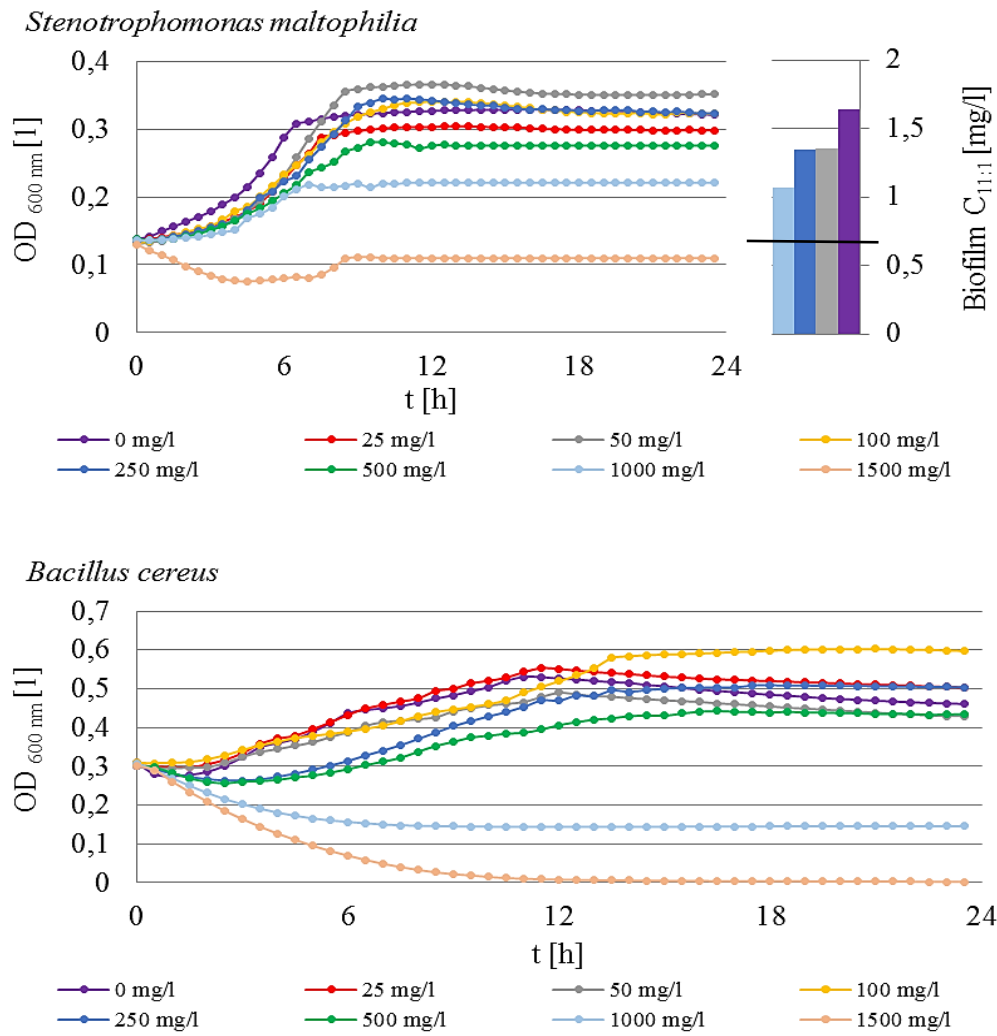 Stenotrophomonas maltophilia
0,4
0,3
0,2
0,1
0
OD 600 nm [1]
0 6 12 18 24
t [h]
2
1,5
1
0,5
0
Biofilm C11:1 [mg/l]
0 mg/l 25 mg/l 50 mg/l 100 mg/l
250 mg/l 500 mg/l 1000 mg/l 1500 mg/l
Bacillus cereus
0,7
0,6
0,5
0,4
0,3
0,2
0,1
0
OD 600 nm [1]
0 6 12 18 24
t [h]
0 mg/l 25 mg/l 50 mg/l 100 mg/l
250 mg/l 500 mg/l 1000 mg/l 1500 mg/l